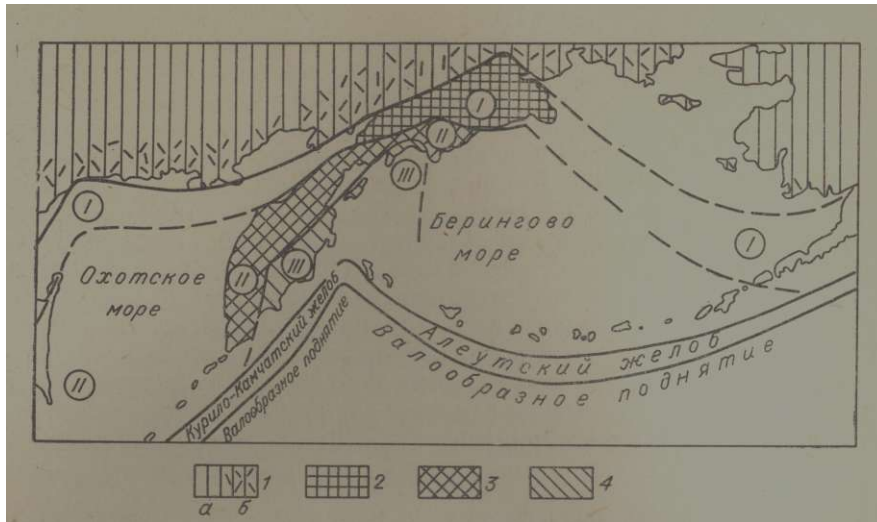 I
II
III
I
Берингово
море
I
Охотское
море
II
III
II
Курило-Камчатский желоб
Валообразное поднятие
Алеутский желоб
Валообразное поднятие
1
2
3
4
а
б